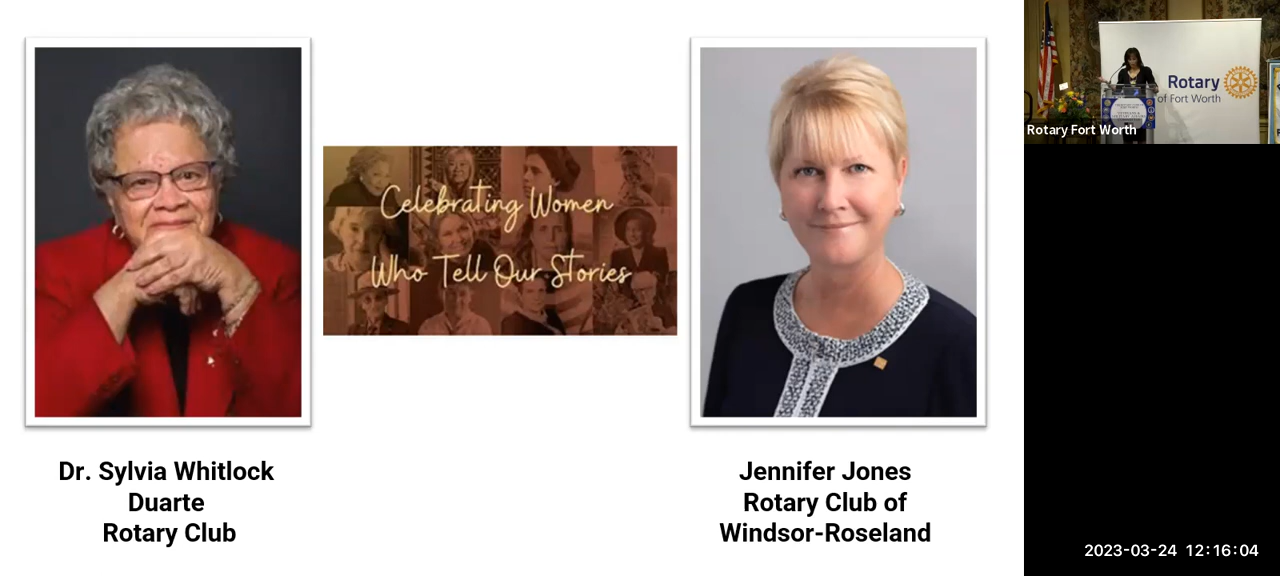 Celebrating Women
Who Tell Our Stories
Dr. Sylvia Whitlock
Duarte
Rotary Club
Jennifer Jones
Rotary Club of
Windsor-Roseland
Rotary
of Fort Worth
Rotary Fort Worth
2023-03-24 12:16:04